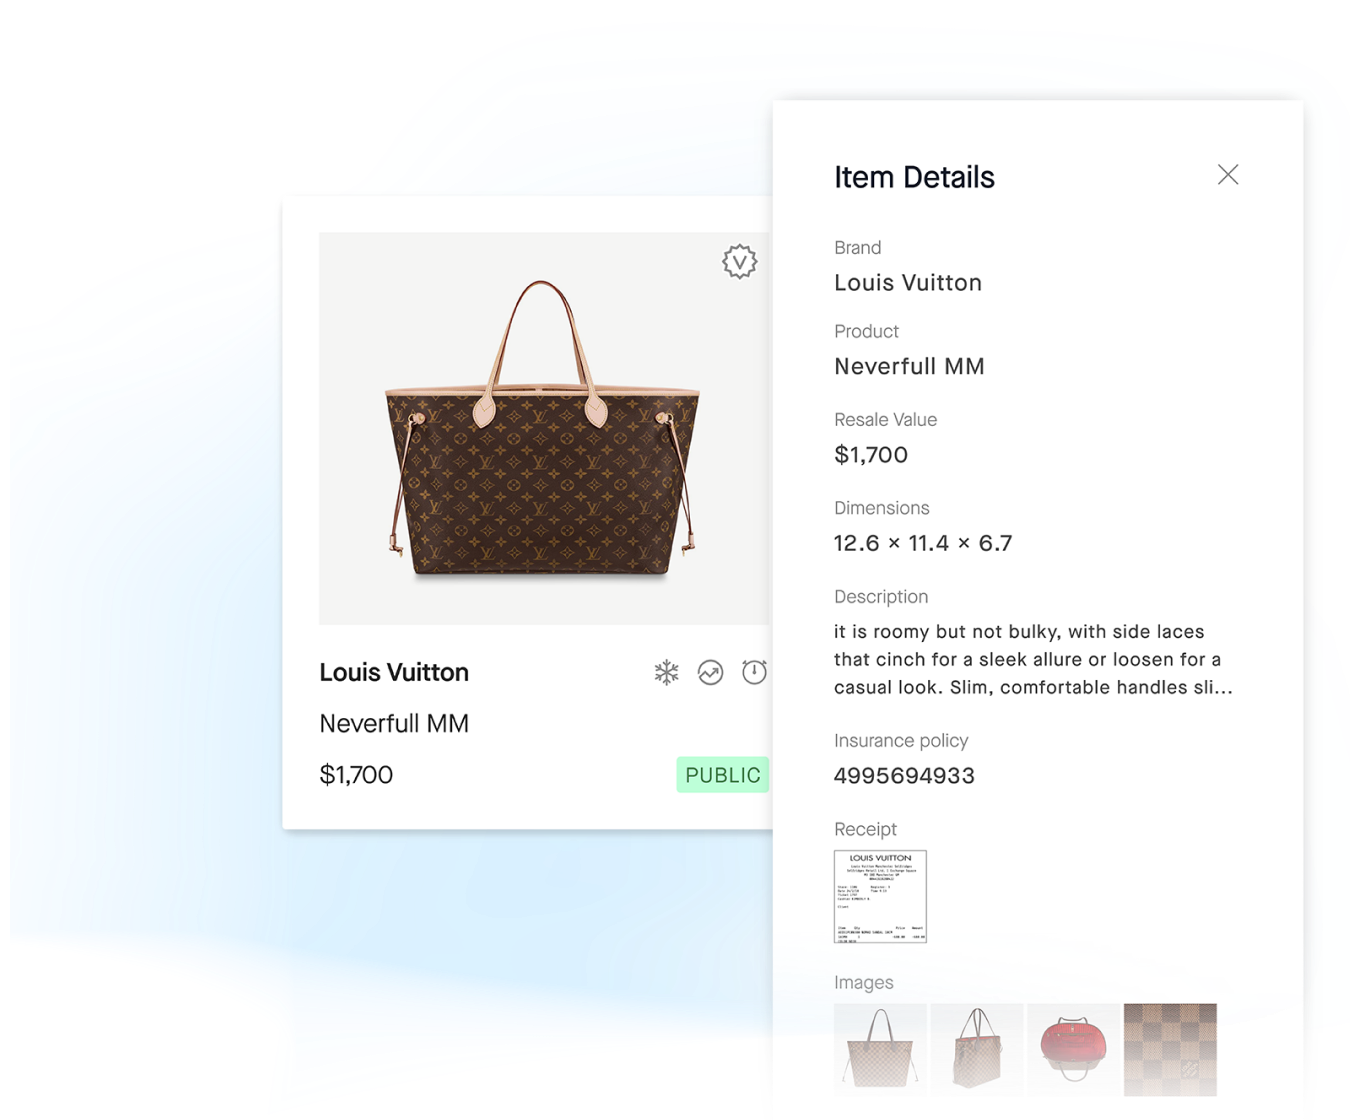 V
Louis Vuitton
Neverfull MM
$1,700
PUBLIC
Item Details
Brand
Louis Vuitton
Product
Neverfull MM
Resale Value
$1,700
Dimensions
12.6 × 11.4 × 6.7
Description
it is roomy but not bulky, with side laces
that cinch for a sleek allure or loosen for a
casual look. Slim, comfortable handles sli...
Insurance policy
4995694933
Receipt
LOUIS VUITTON
Images